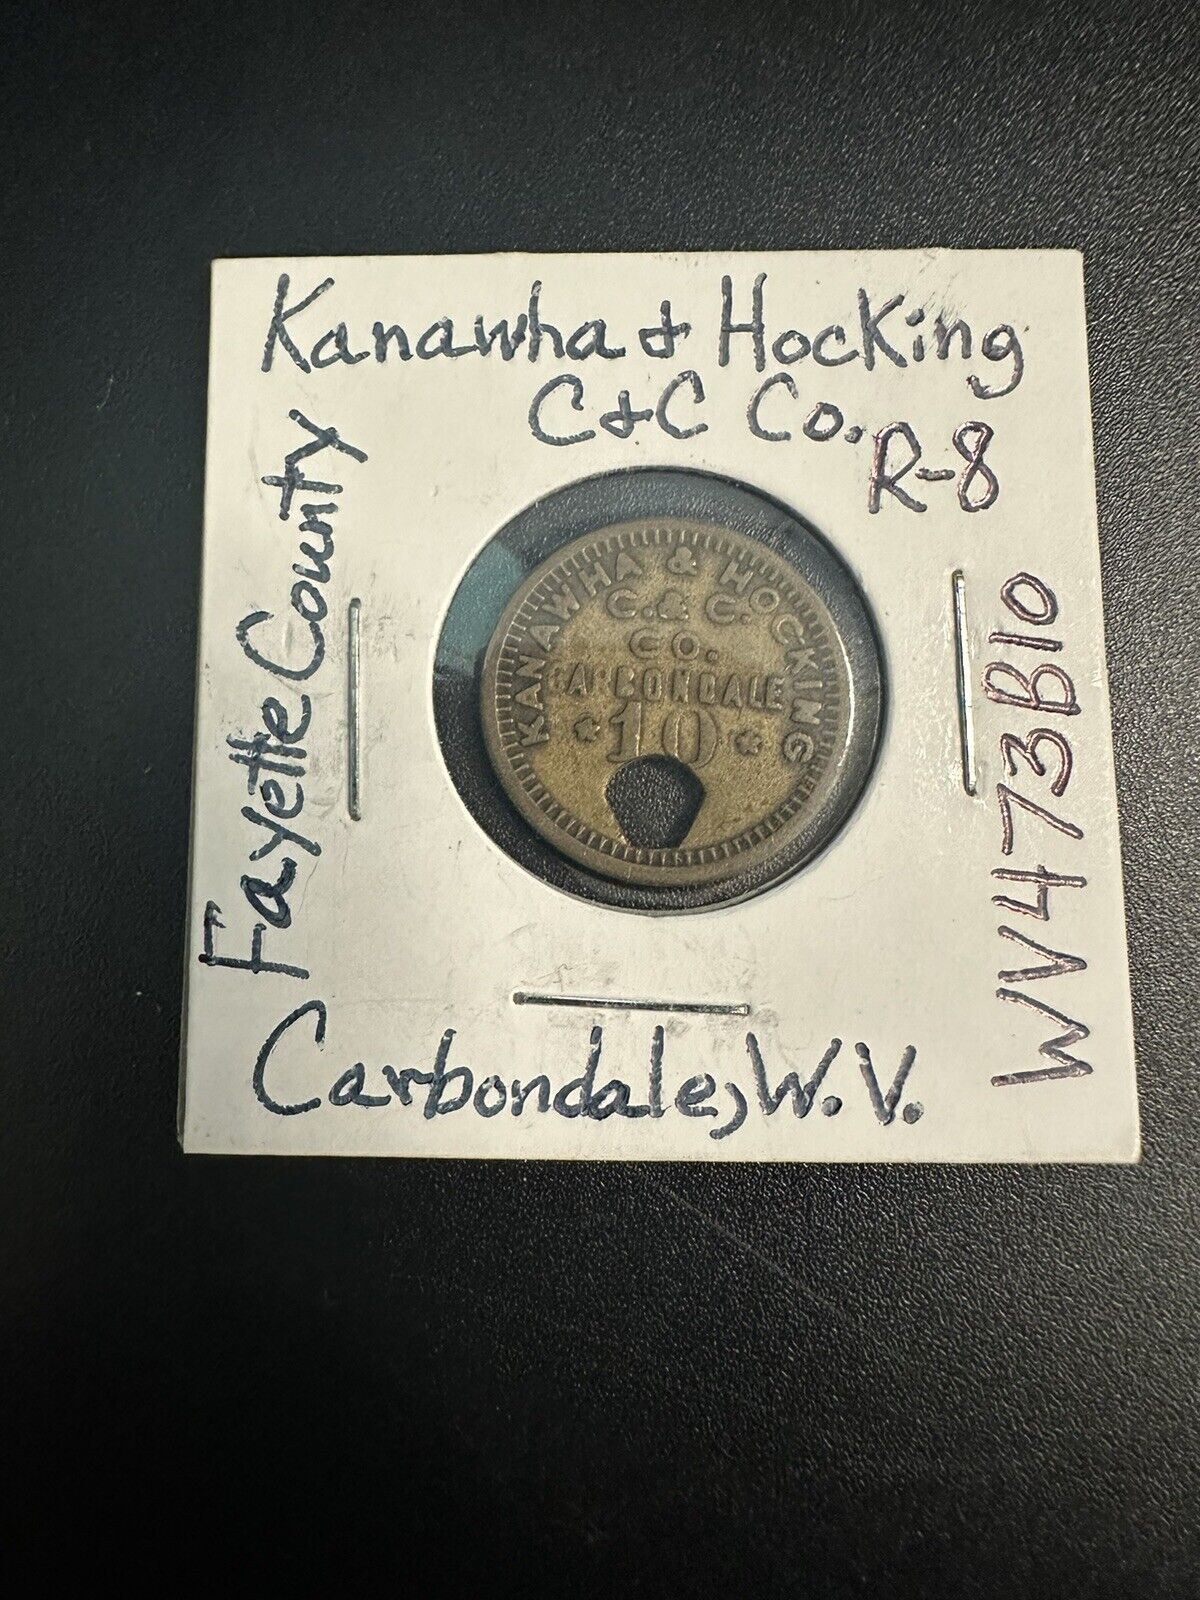 Kanawha & Hocking
C&C Co.
R-8
Fayette County
KANAWHA & HOCKING
C. & C.
CO.
CARBONDALE
* 10 *
WV473B10
Carbondale, W.V.